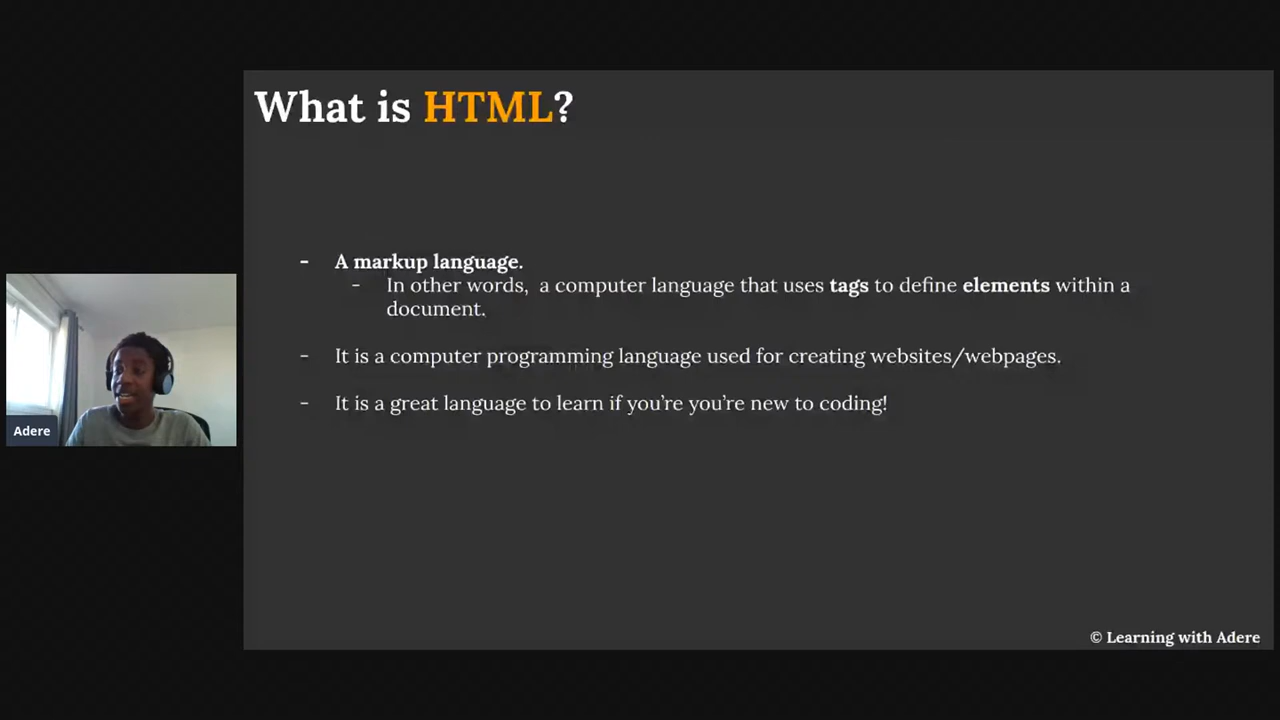 What is HTML?
- A markup language.
- In other words, a computer language that uses tags to define elements within a
document.
- It is a computer programming language used for creating websites/webpages.
- It is a great language to learn if you're you're new to coding!
Adere
© Learning with Adere